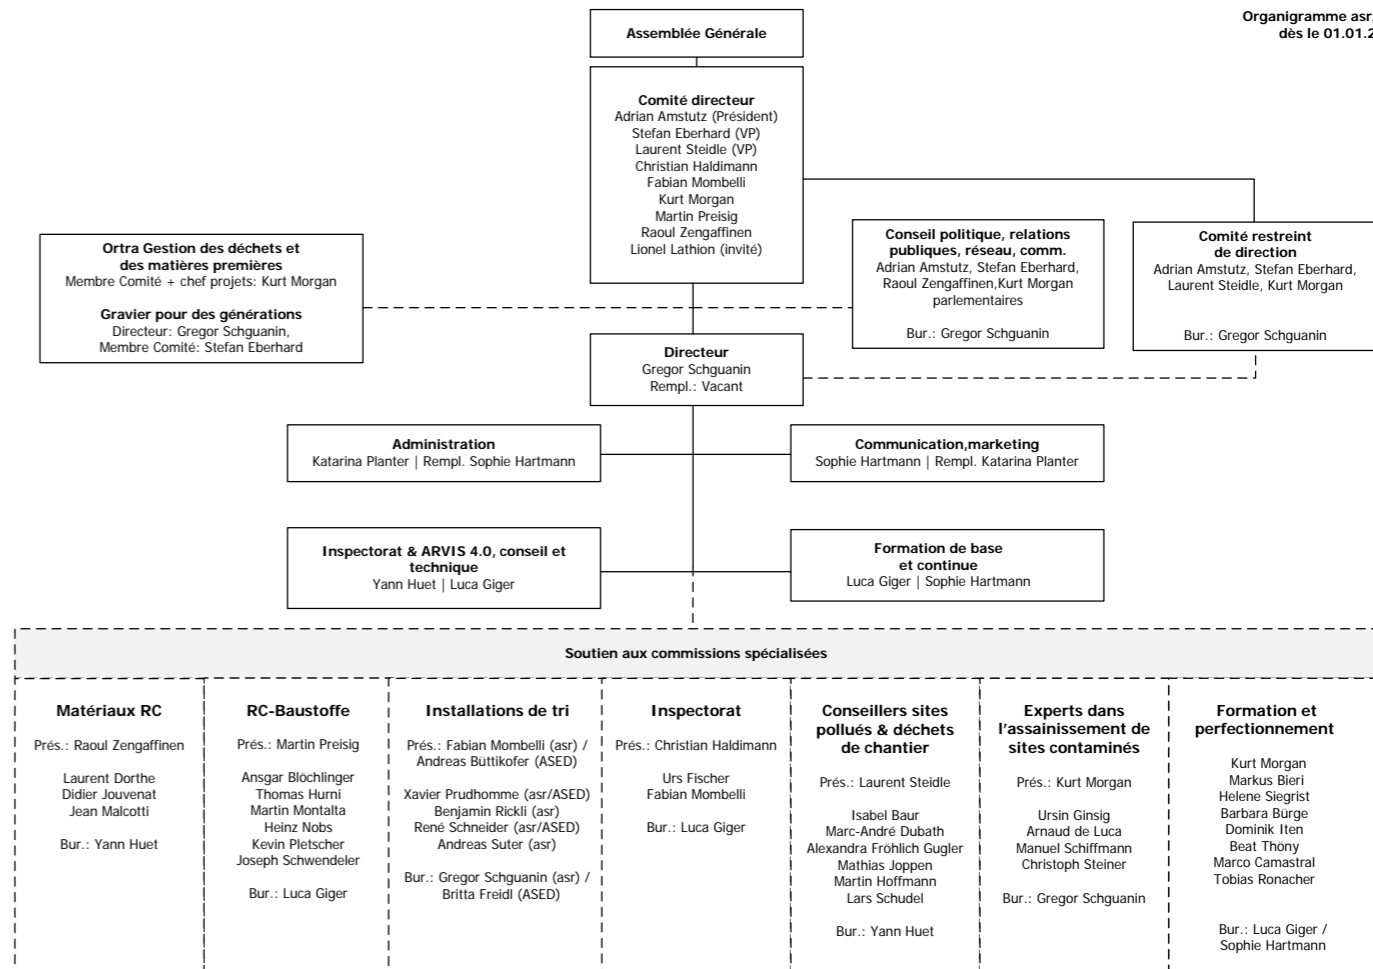 Organigramme asr
dès le 01.01.2
Assemblée Générale
Comité directeur
Adrian Amstutz (Président)
Stefan Eberhard (VP)
Laurent Steidle (VP)
Christian Haldimann
Fabian Mombelli
Kurt Morgan
Martin Preisig
Raoul Zengaffinen
Lionel Lathion (invité)
Ortra Gestion des déchets et
des matières premières
Membre Comité + chef projets: Kurt Morgan
Gravier pour des générations
Directeur: Gregor Schguanin,
Membre Comité: Stefan Eberhard
Conseil politique, relations
publiques, réseau, comm.
Adrian Amstutz, Stefan Eberhard,
Raoul Zengaffinen,Kurt Morgan
parlementaires
Bur.: Gregor Schguanin
Comité restreint
de direction
Adrian Amstutz, Stefan Eberhard,
Laurent Steidle, Kurt Morgan
Bur.: Gregor Schguanin
Directeur
Gregor Schguanin
Rempl.: Vacant
Administration
Katarina Planter | Rempl. Sophie Hartmann
Communication,marketing
Sophie Hartmann | Rempl. Katarina Planter
Inspectorat & ARVIS 4.0, conseil et
technique
Yann Huet | Luca Giger
Formation de base
et continue
Luca Giger | Sophie Hartmann
Soutien aux commissions spécialisées
Matériaux RC
Prés.: Raoul Zengaffinen
Laurent Dorthe
Didier Jouvenat
Jean Malcotti
Bur.: Yann Huet
RC-Baustoffe
Prés.: Martin Preisig
Ansgar Blöchlinger
Thomas Hurni
Martin Montalta
Heinz Nobs
Kevin Pletscher
Joseph Schwendeler
Bur.: Luca Giger
Installations de tri
Prés.: Fabian Mombelli (asr) /
Andreas Büttikofer (ASED)
Xavier Prudhomme (asr/ASED)
Benjamin Rickli (asr)
René Schneider (asr/ASED)
Andreas Suter (asr)
Bur.: Gregor Schguanin (asr) /
Britta Freidl (ASED)
Inspectorat
Prés.: Christian Haldimann
Urs Fischer
Fabian Mombelli
Bur.: Luca Giger
Conseillers sites
pollués & déchets
de chantier
Prés.: Laurent Steidle
Isabel Baur
Marc-André Dubath
Alexandra Fröhlich Gugler
Mathias Joppen
Martin Hoffmann
Lars Schudel
Bur.: Yann Huet
Experts dans
l'assainissement de
sites contaminés
Prés.: Kurt Morgan
Ursin Ginsig
Arnaud de Luca
Manuel Schiffmann
Christoph Steiner
Bur.: Gregor Schguanin
Formation et
perfectionnement
Kurt Morgan
Markus Bieri
Helene Siegrist
Barbara Bürge
Dominik Iten
Beat Thöny
Marco Camastral
Tobias Ronacher
Bur.: Luca Giger /
Sophie Hartmann